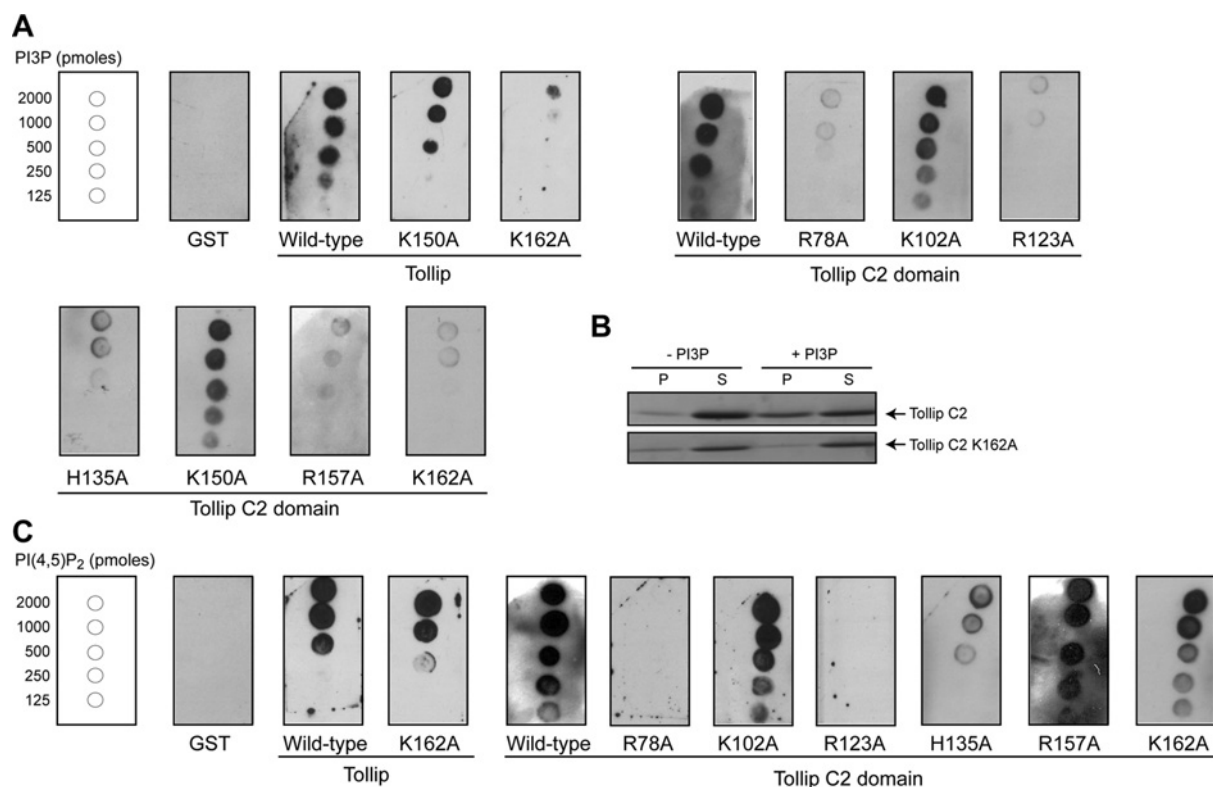 A
PI3P (pmoles)
2000
1000
500
250
125
GST
Wild-type
K150A
K162A
Tollip
Wild-type
R78A
K102A
R123A
Tollip C2 domain
H135A
K150A
R157A
K162A
Tollip C2 domain
B
- PI3P
+ PI3P
P
S
P
S
Tollip C2
Tollip C2 K162A
C
PI(4,5)P2 (pmoles)
2000
1000
500
250
125
GST
Wild-type
K162A
Tollip
Wild-type
R78A
K102A
R123A
H135A
R157A
K162A
Tollip C2 domain